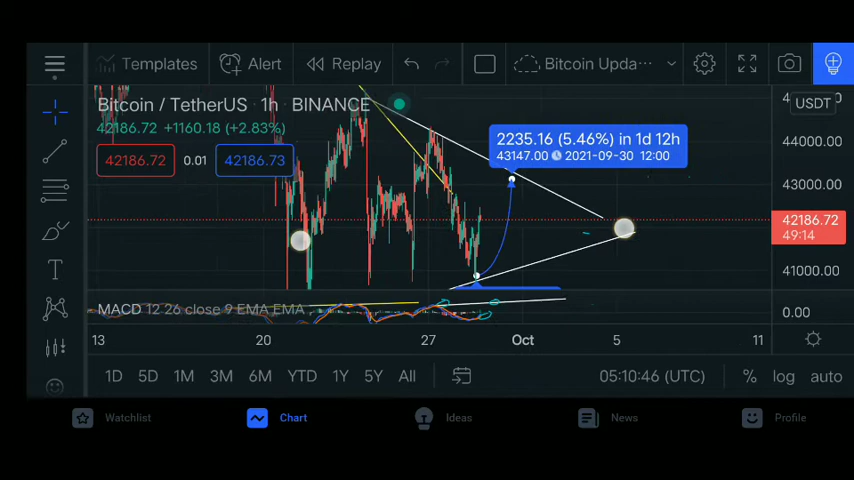 Templates Alert Replay Bitcoin Upda···
Bitcoin / TetherUS · 1h · BINANCE
USDT
42186.72 +1160.18 (+2.83%)
42186.72 0.01 42186.73
2235.16 (5.46%) in 1d 12h
43147.00 2021-09-30 12:00
44000.00
43000.00
42186.72
49:14
41000.00
MACD 12 26 close 9 EMA EMA
0.00
13 20 27 Oct 5 11
1D 5D 1M 3M 6M YTD 1Y 5Y All 05:10:46 (UTC) % log auto
Watchlist Chart Ideas News Profile